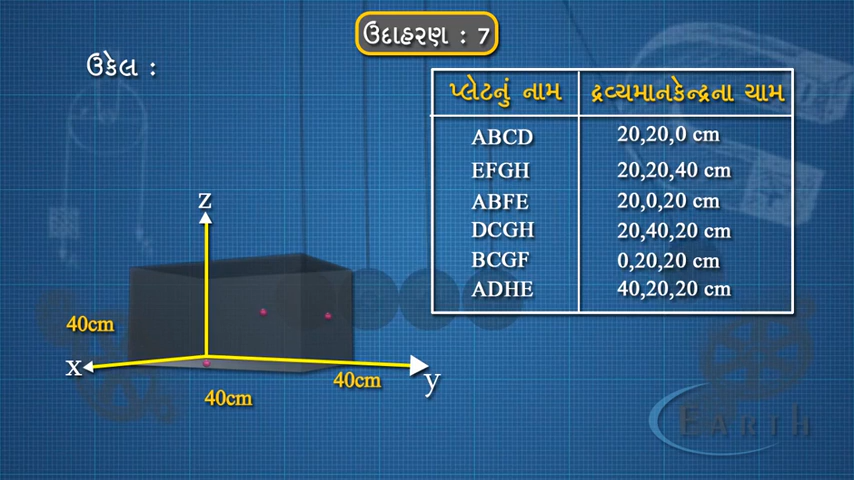 ઉદાહરણ : 7
ઉકેલ :
પ્લેટનું નામ દ્રવ્યમાનકેન્દ્રના યામ
ABCD 20,20,0 cm
EFGH 20,20,40 cm
ABFE 20,0,20 cm
DCGH 20,40,20 cm
BCGF 0,20,20 cm
ADHE 40,20,20 cm
z
40cm
x
y
40cm
40cm
EARTH